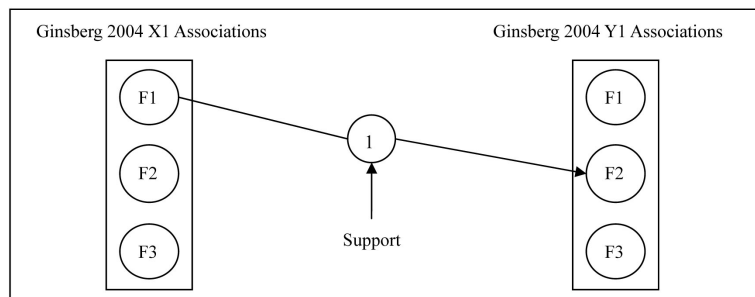 Ginsberg 2004 X1 Associations
Ginsberg 2004 Y1 Associations
F1
F1
1
F2
F2
Support
F3
F3